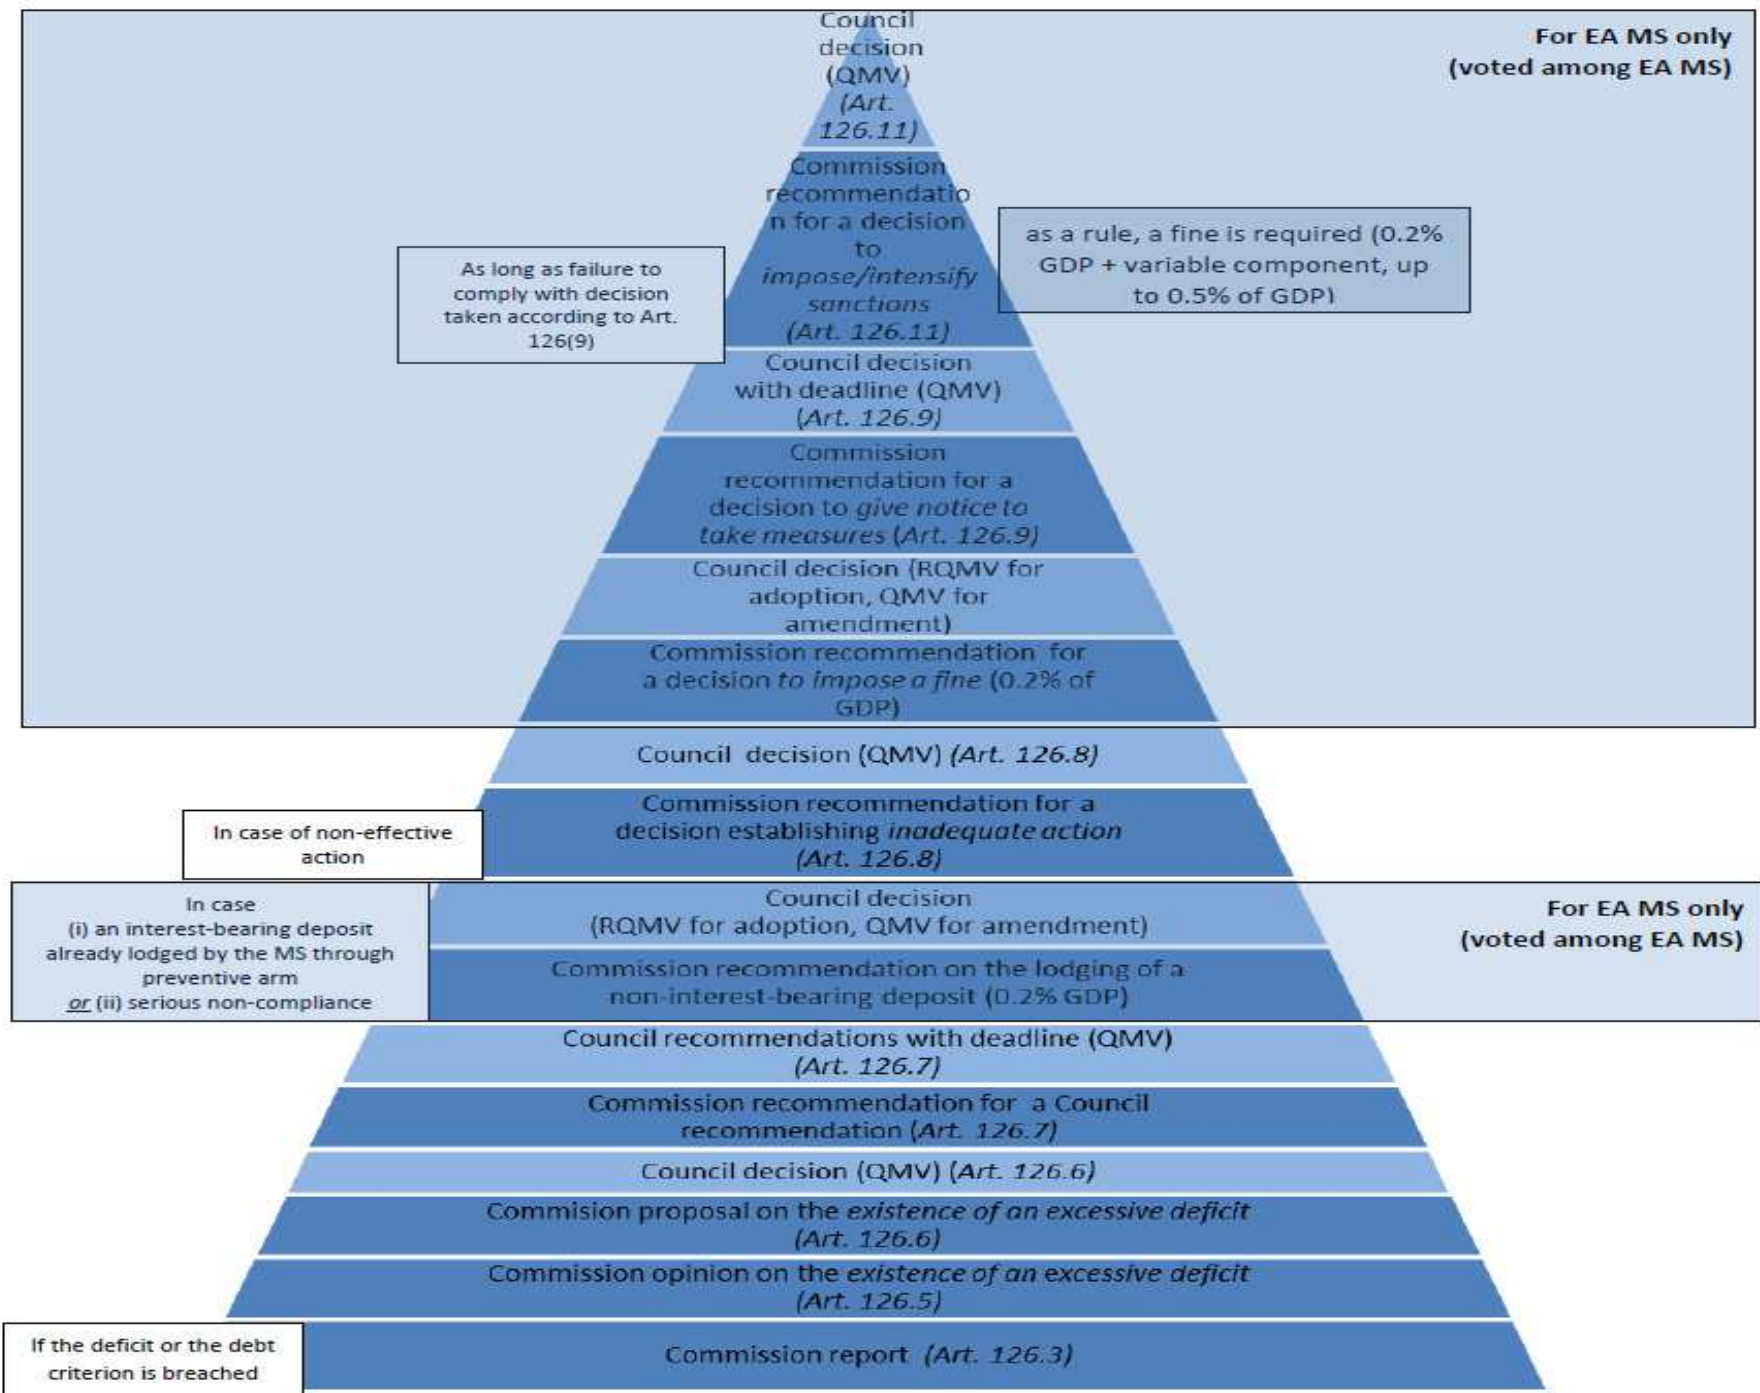 Council
decision
(QMV)
(Art.
126.11)
For EA MS only
(voted among EA MS)
Commission
recommendatio
n for a decision
to
impose/intensify
sanctions
(Art. 126.11)
as a rule, a fine is required (0.2%
GDP + variable component, up
to 0.5% of GDP)
As long as failure to
comply with decision
taken according to Art.
126(9)
Council decision
with deadline (QMV)
(Art. 126.9)
Commission
recommendation for a
decision to give notice to
take measures (Art. 126.9)
Council decision (RQMV for
adoption, QMV for
amendment)
Commission recommendation for
a decision to impose a fine (0.2% of
GDP)
Council decision (QMV) (Art. 126.8)
Commission recommendation for a
decision establishing inadequate action
(Art. 126.8)
In case of non-effective
action
In case
(i) an interest-bearing deposit
already lodged by the MS through
preventive arm
or (ii) serious non-compliance
Council decision
(RQMV for adoption, QMV for amendment)
For EA MS only
(voted among EA MS)
Commission recommendation on the lodging of a
non-interest-bearing deposit (0.2% GDP)
Council recommendations with deadline (QMV)
(Art. 126.7)
Commission recommendation for a Council
recommendation (Art. 126.7)
Council decision (QMV) (Art. 126.6)
Commision proposal on the existence of an excessive deficit
(Art. 126.6)
Commission opinion on the existence of an excessive deficit
(Art. 126.5)
If the deficit or the debt
criterion is breached
Commission report (Art. 126.3)